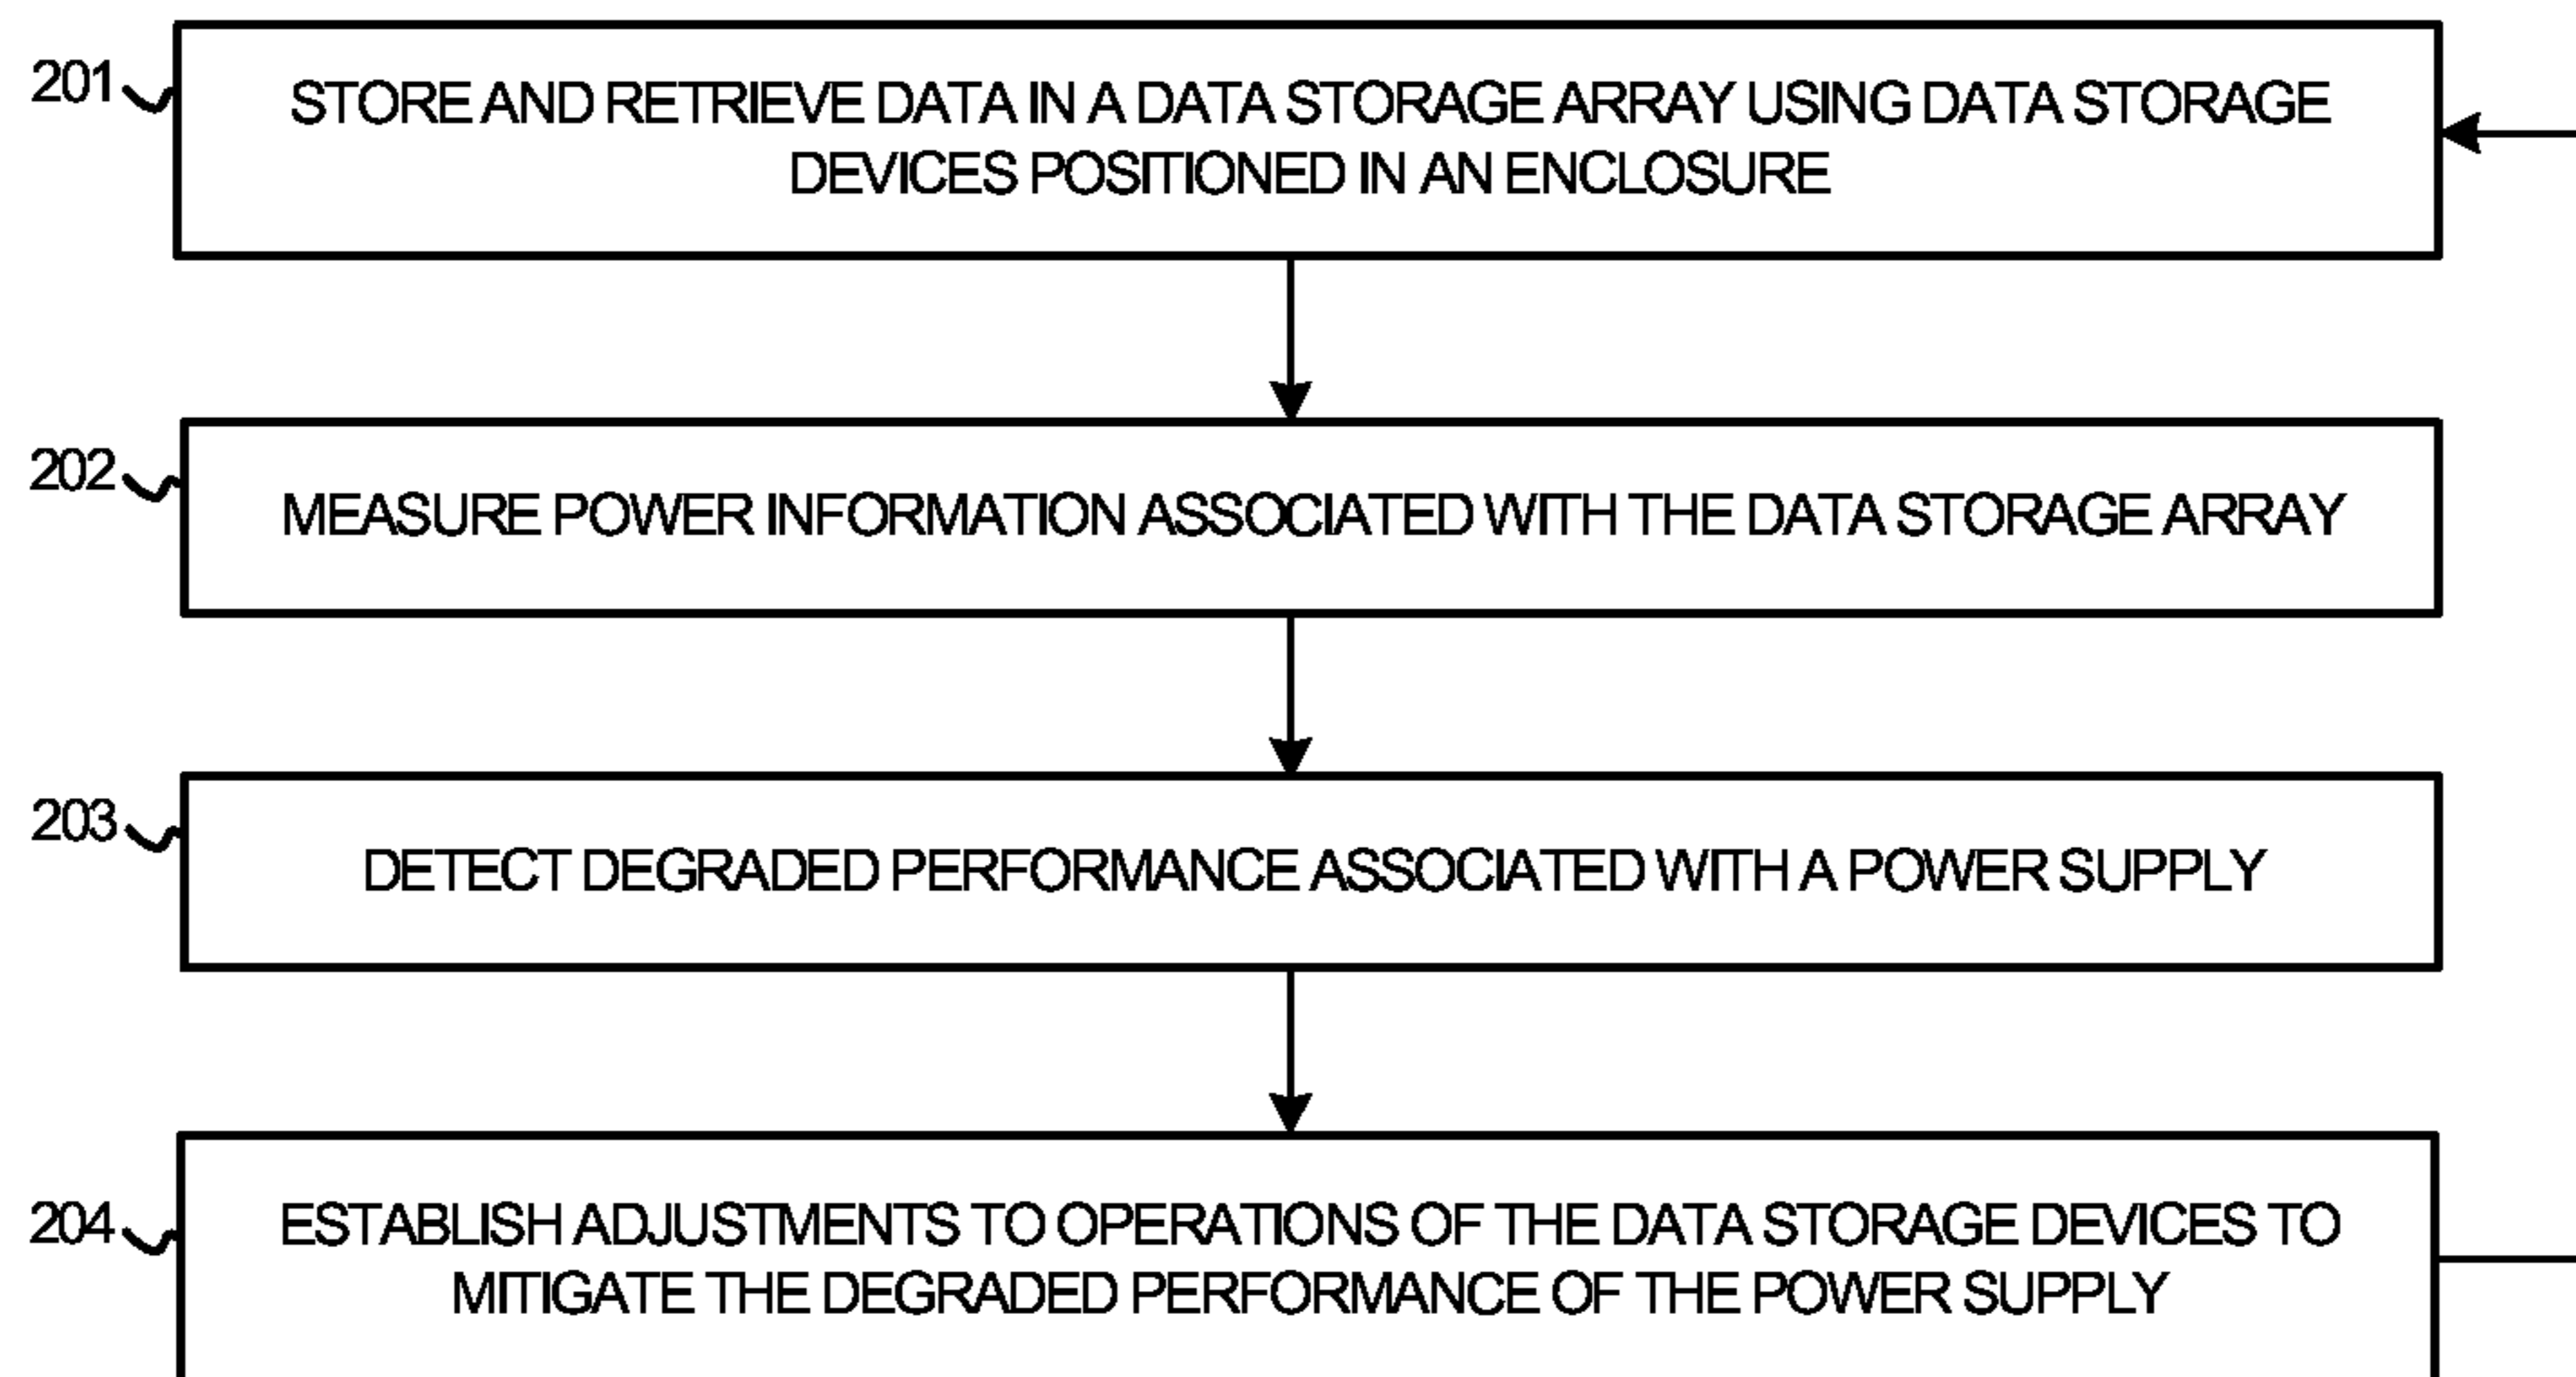 201
STORE AND RETRIEVE DATA IN A DATA STORAGE ARRAY USING DATA STORAGE
DEVICES POSITIONED IN AN ENCLOSURE
202
MEASURE POWER INFORMATION ASSOCIATED WITH THE DATA STORAGE ARRAY
203
DETECT DEGRADED PERFORMANCE ASSOCIATED WITH A POWER SUPPLY
204
ESTABLISH ADJUSTMENTS TO OPERATIONS OF THE DATA STORAGE DEVICES TO
MITIGATE THE DEGRADED PERFORMANCE OF THE POWER SUPPLY